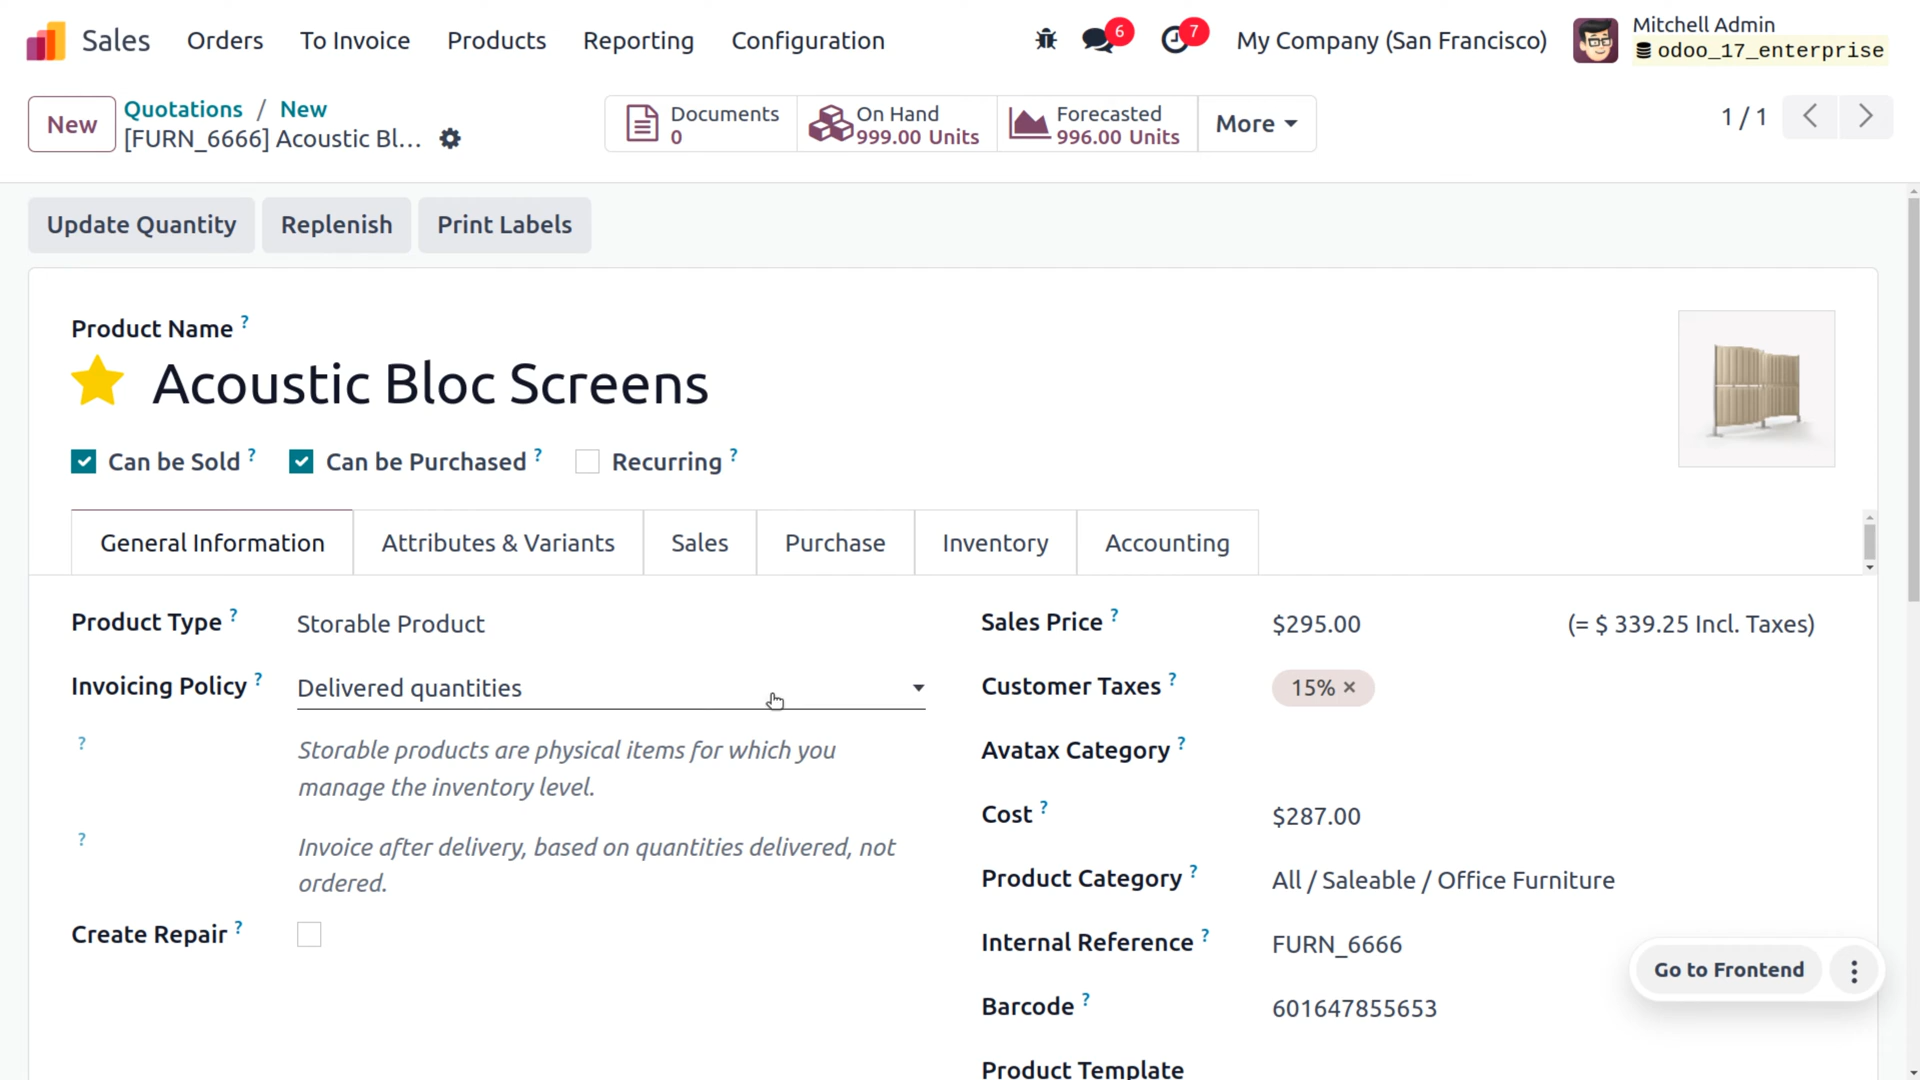 Sales Orders To Invoice Products Reporting Configuration 6 7 My Company (San Francisco) Mitchell Admin
odoo_17_enterprise
New Quotations / New
[FURN_6666] Acoustic Bl...
Documents
0
On Hand
999.00 Units
Forecasted
996.00 Units
More
1 / 1
Update Quantity Replenish Print Labels
Product Name ?
Acoustic Bloc Screens
Can be Sold ? Can be Purchased ? Recurring ?
General Information Attributes & Variants Sales Purchase Inventory Accounting
Product Type ? Storable Product
Invoicing Policy ? Delivered quantities
? Storable products are physical items for which you
manage the inventory level.
? Invoice after delivery, based on quantities delivered, not
ordered.
Create Repair ?
Sales Price ? $295.00 (= $ 339.25 Incl. Taxes)
Customer Taxes ? 15% ×
Avatax Category ?
Cost ? $287.00
Product Category ? All / Saleable / Office Furniture
Internal Reference ? FURN_6666
Barcode ? 601647855653
Product Template
Go to Frontend